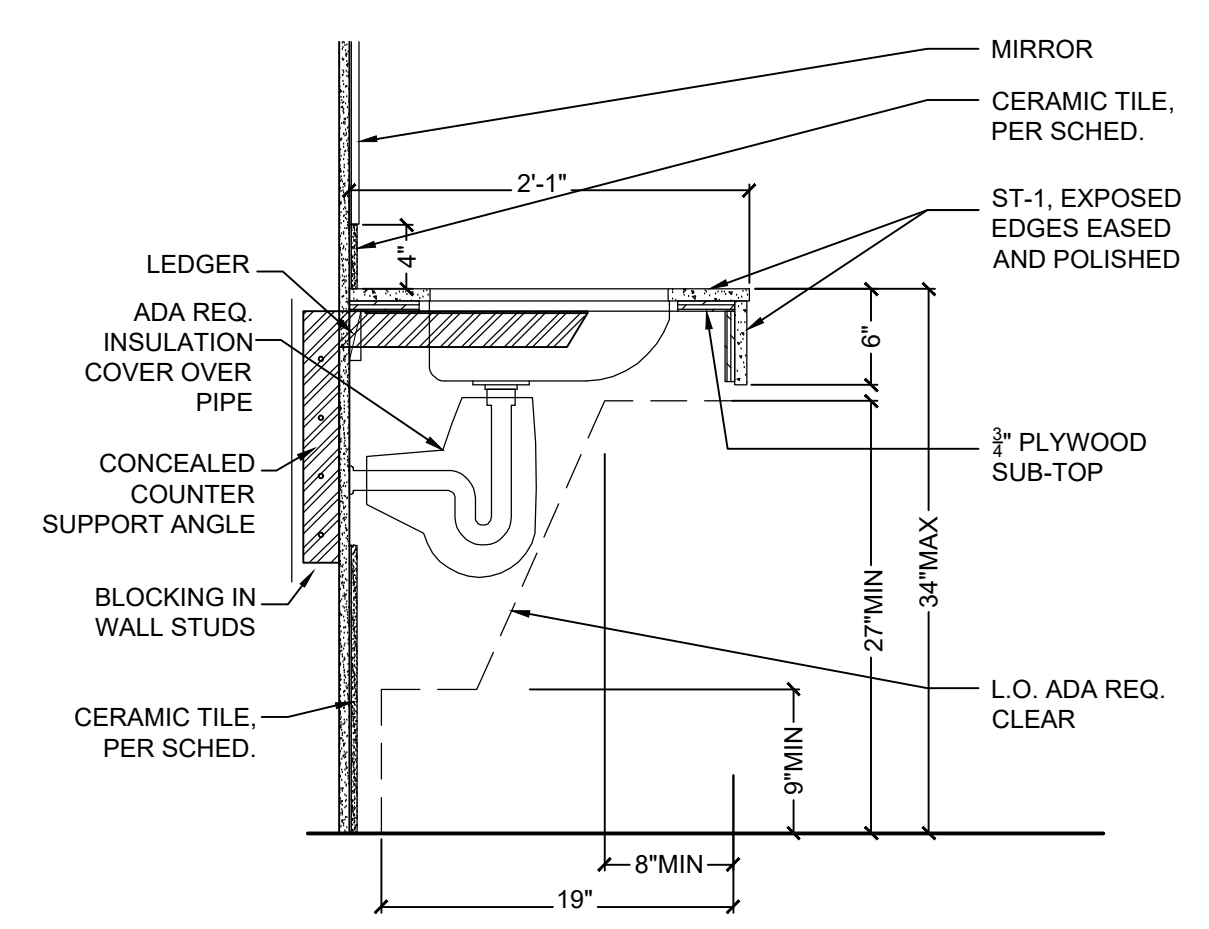 MIRROR
CERAMIC TILE,
PER SCHED.
2'-1"
ST-1, EXPOSED
EDGES EASED
AND POLISHED
4"
LEDGER
ADA REQ.
INSULATION
COVER OVER
PIPE
6"
CONCEALED
COUNTER
SUPPORT ANGLE
3/4" PLYWOOD
SUB-TOP
34"MAX
27"MIN
BLOCKING IN
WALL STUDS
L.O. ADA REQ.
CLEAR
CERAMIC TILE,
PER SCHED.
9"MIN
8"MIN
19"